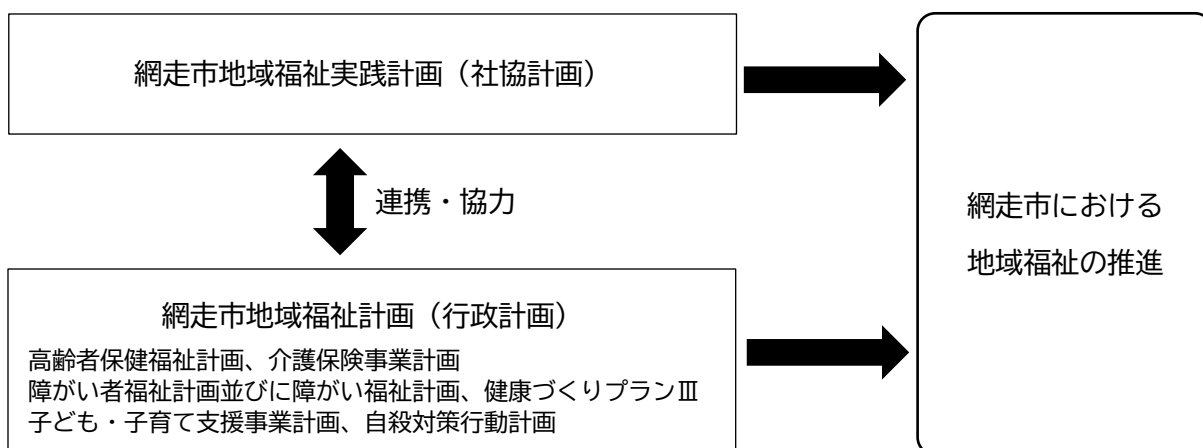 網走市地域福祉実践計画（社協計画）
連携・協力
網走市地域福祉計画（行政計画）
高齢者保健福祉計画、介護保険事業計画
障がい者福祉計画並びに障がい福祉計画、健康づくりプランⅢ
子ども・子育て支援事業計画、自殺対策行動計画
網走市における
地域福祉の推進